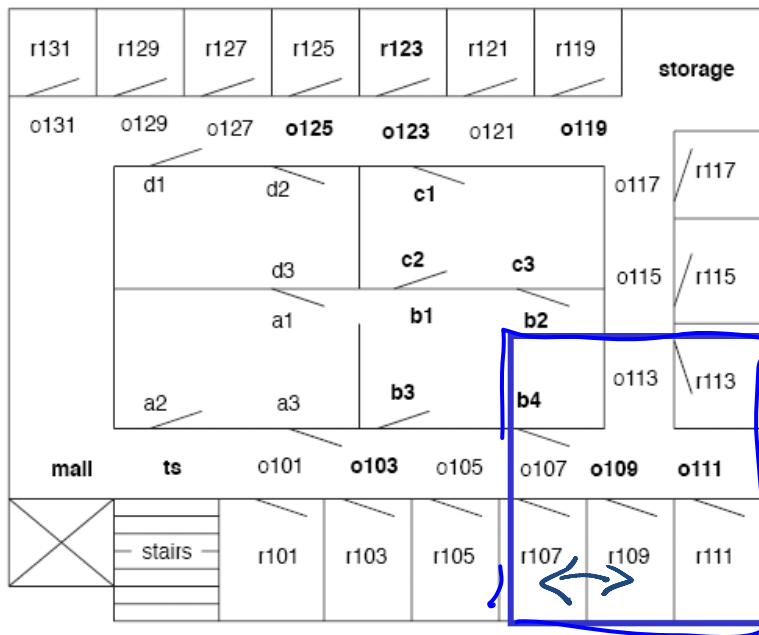 r131 r129 r127 r125 r123 r121 r119
storage
o131 o129 o127 o125 o123 o121 o119
d1 d2 c1 o117 r117
d3 c2 c3 o115 r115
a1 b1 b2
a2 a3 b3 b4 o113 r113
mail ts o101 o103 o105 o107 o109 o111
stairs r101 r103 r105 r107 r109 r111